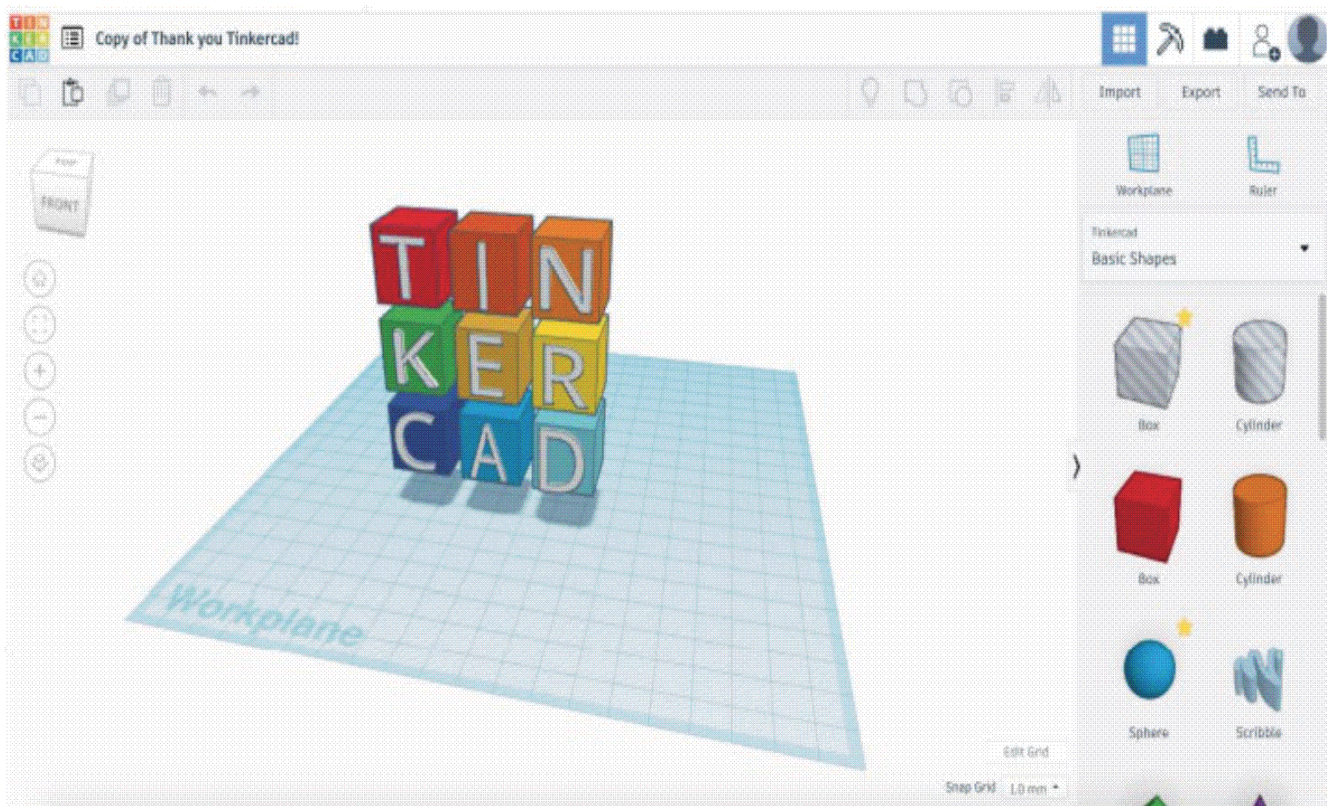 TIN
KER
CAD
Copy of Thank you Tinkercad!
Import Export Send To
FRONT
Workplane Ruler
Tinkercad
Basic Shapes
TIN
KER
CAD
Box Cylinder
Box Cylinder
Workplane
Sphere Scribble
Edit Grid
Snap Grid 1.0 mm